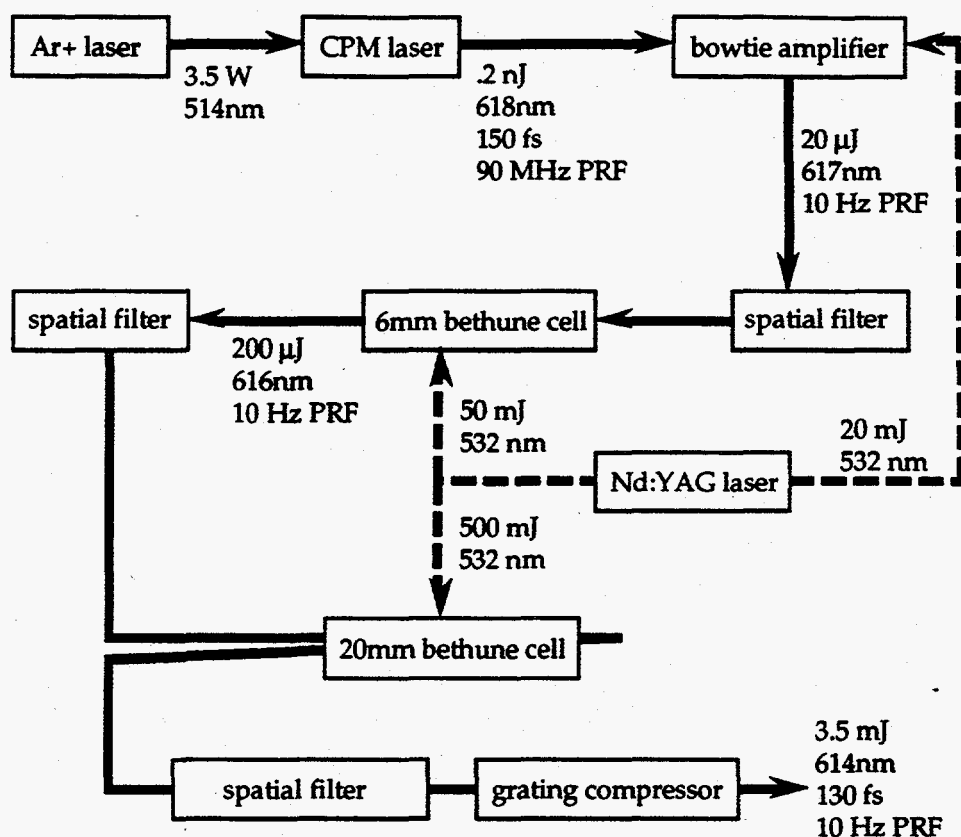 Ar+ laser
CPM laser
bowtie amplifier
3.5 W
514nm
.2 nJ
618nm
150 fs
90 MHz PRF
20 µJ
617nm
10 Hz PRF
spatial filter
6mm bethune cell
spatial filter
200 µJ
616nm
10 Hz PRF
50 mJ
532 nm
Nd:YAG laser
20 mJ
532 nm
500 mJ
532 nm
20mm bethune cell
spatial filter
grating compressor
3.5 mJ
614nm
130 fs
10 Hz PRF